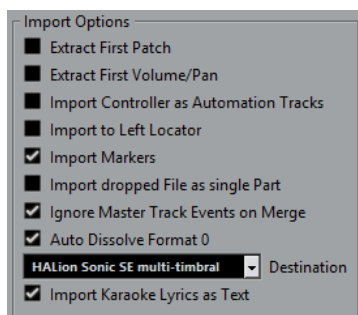 Import Options
Extract First Patch
Extract First Volume/Pan
Import Controller as Automation Tracks
Import to Left Locator
Import Markers
Import dropped File as single Part
Ignore Master Track Events on Merge
Auto Dissolve Format 0
HALion Sonic SE multi-timbral Destination
Import Karaoke Lyrics as Text